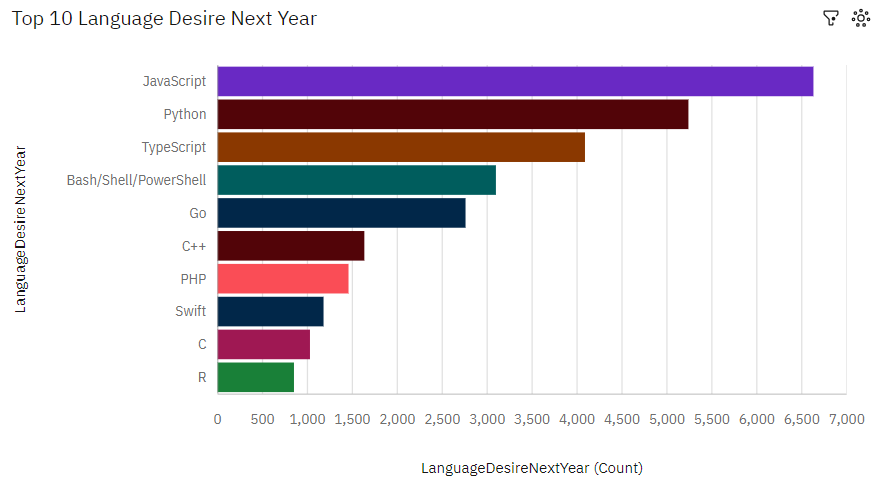 Top 10 Language Desire Next Year
LanguageDesireNextYear
JavaScript
Python
TypeScript
Bash/Shell/PowerShell
Go
C++
PHP
Swift
C
R
0 500 1,000 1,500 2,000 2,500 3,000 3,500 4,000 4,500 5,000 5,500 6,000 6,500 7,000
LanguageDesireNextYear (Count)